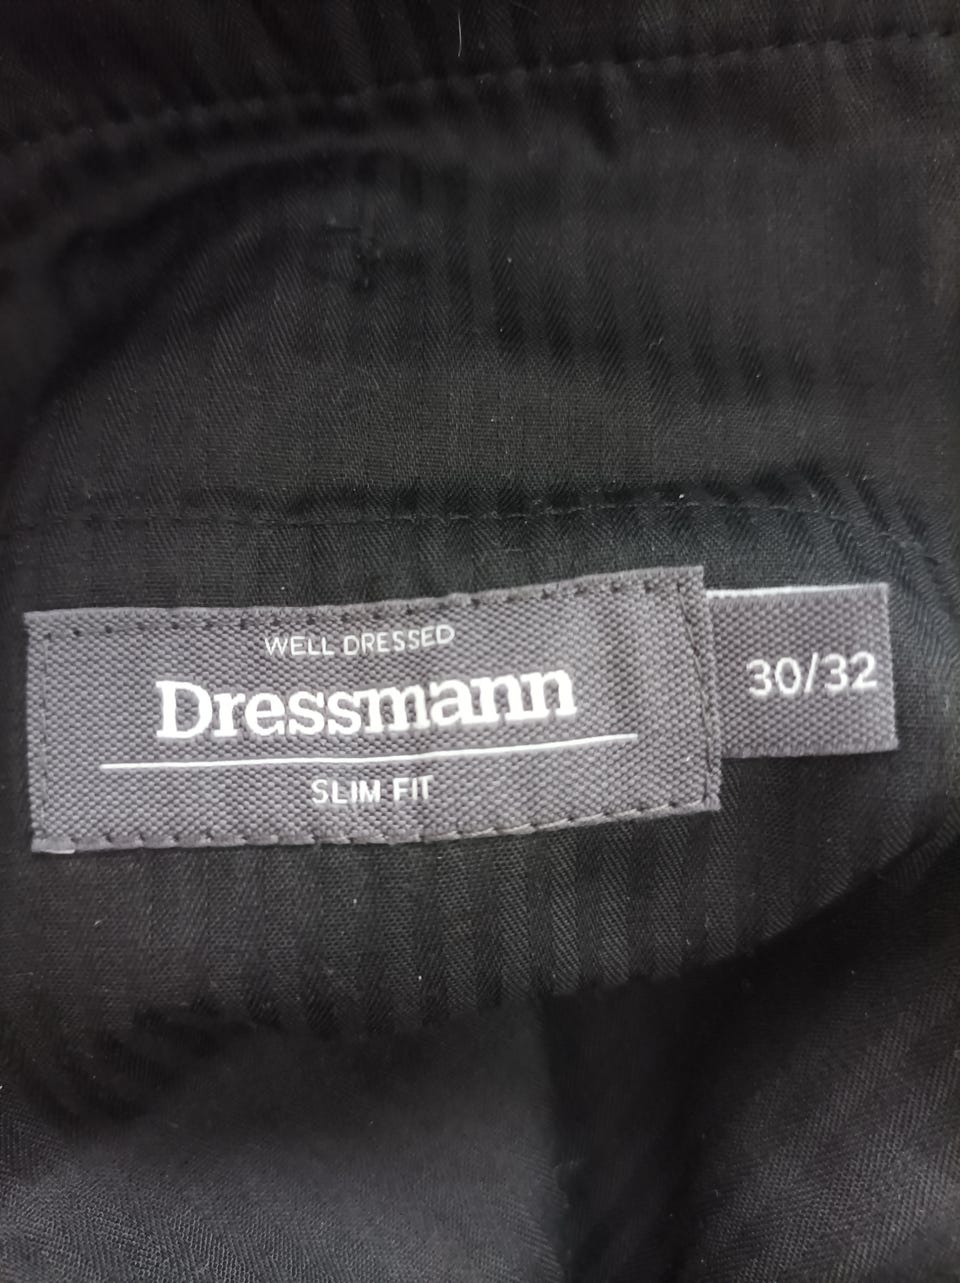 WELL DRESSED
Dressmann
SLIM FIT
30/32